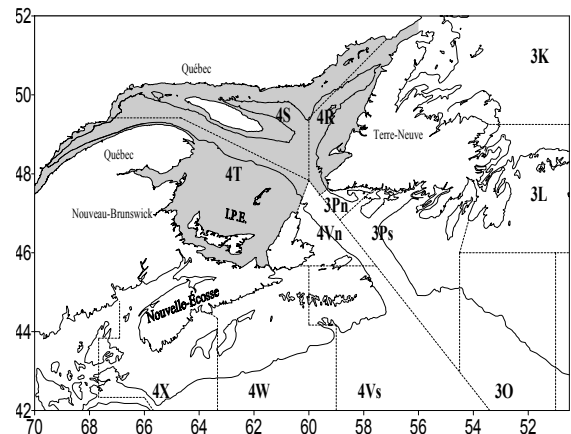 52
50
48
46
44
42
70 68 66 64 62 60 58 56 54 52
Québec
3K
4S
4R
Terre-Neuve
Québec
4T
3L
I.P.E.
3Pn
Nouveau-Brunswick
4Vn
3Ps
Nouvelle-Écosse
4X
4W
4Vs
3O